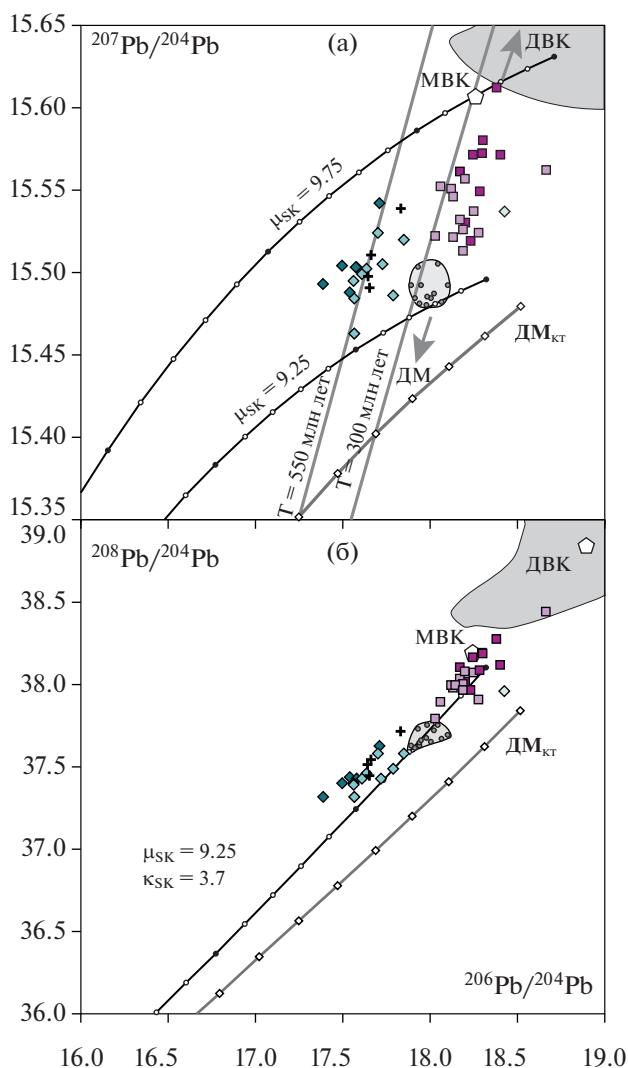 15.65
²⁰⁷Pb/²⁰⁴Pb
(а)
ДВК
МВК
15.60
μSK = 9.75
15.55
15.50
15.45
μSK = 9.25
ДМ
ДМкт
15.40
T = 550 млн лет
T = 300 млн лет
15.35
39.0
²⁰⁸Pb/²⁰⁴Pb
(б)
ДВК
38.5
МВК
38.0
ДМкт
37.5
37.0
μSK = 9.25
κSK = 3.7
36.5
²⁰⁶Pb/²⁰⁴Pb
36.0
16.0 16.5 17.0 17.5 18.0 18.5 19.0